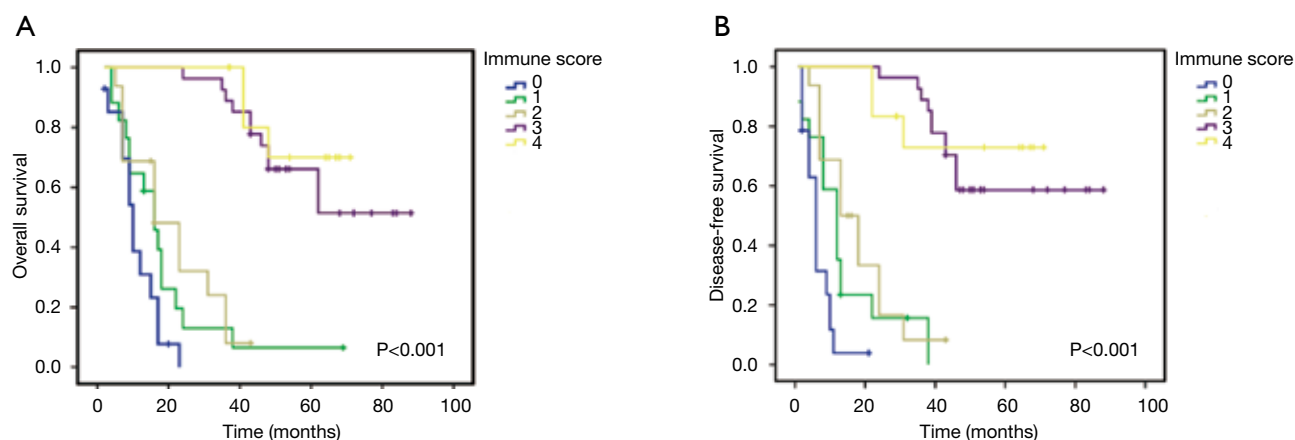 A
Overall survival
1.0
0.8
0.6
0.4
0.2
0.0
0 20 40 60 80 100
Time (months)
P<0.001
Immune score
0
1
2
3
4
B
Disease-free survival
1.0
0.8
0.6
0.4
0.2
0.0
0 20 40 60 80 100
Time (months)
P<0.001
Immune score
0
1
2
3
4